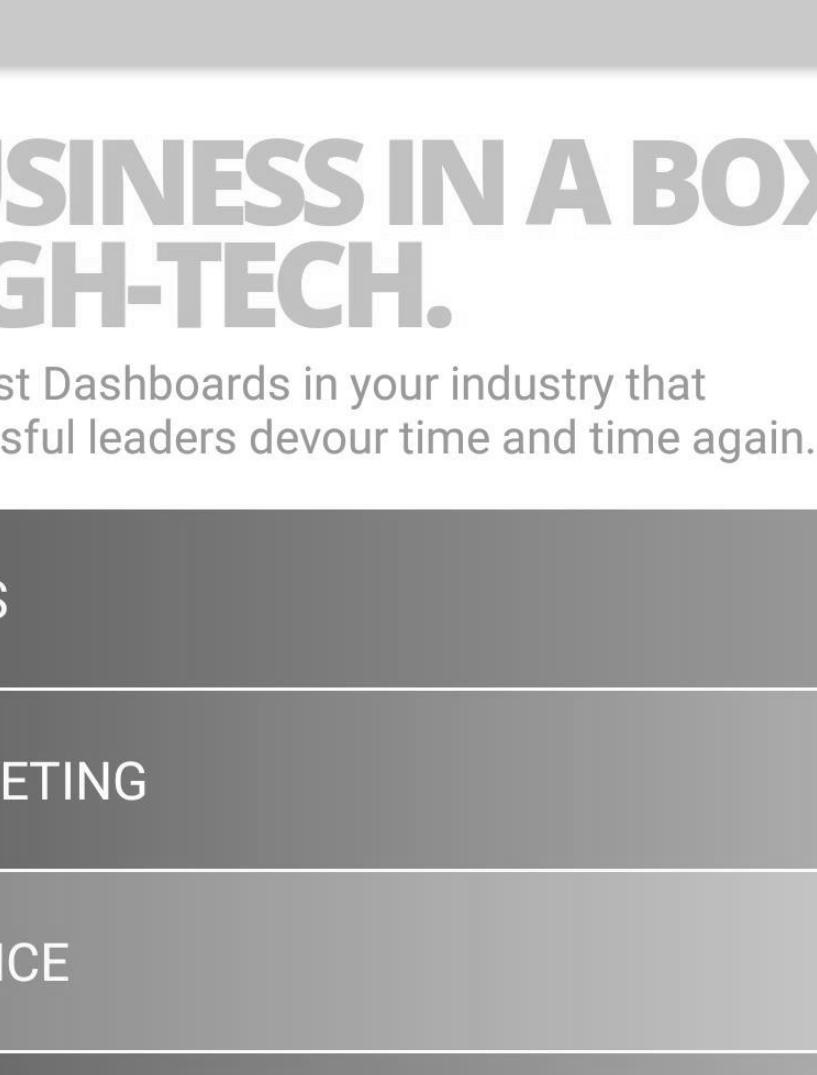 USINESS IN A BOX
GH-TECH.
st Dashboards in your industry that
sful leaders devour time and time again.
S
ETING
ICE